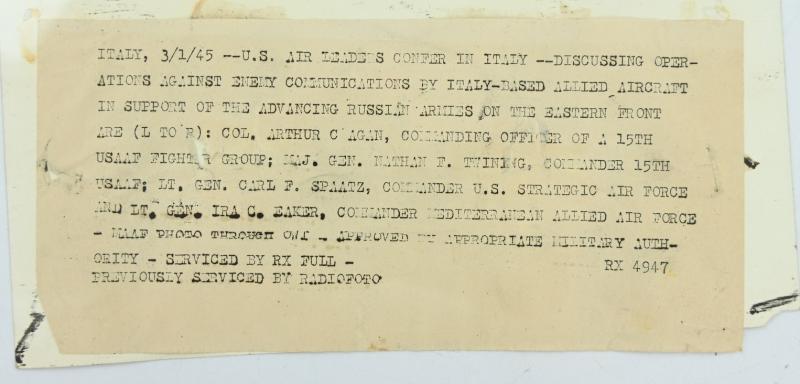 ITALY, 3/1/45 --U.S. AIR LEADERS CONFER IN ITALY --DISCUSSING OPER-
ATIONS AGAINST ENEMY COMMUNICATIONS BY ITALY-BASED ALLIED AIRCRAFT
IN SUPPORT OF THE ADVANCING RUSSIAN ARMIES ON THE EASTERN FRONT
ARE (L TO R): COL. ARTHUR C AGAN, COMMANDING OFFICER OF A 15TH
USAAF FIGHTER GROUP; MAJ. GEN. NATHAN F. TWINING, COMMANDER 15TH
USAAF; LT. GEN. CARL F. SPAATZ, COMMANDER U.S. STRATEGIC AIR FORCE
AND LT. GEN. IRA C. EAKER, COMMANDER MEDITERRANEAN ALLIED AIR FORCE
- MAAF PHOTO THROUGH OWI - APPROVED BY APPROPRIATE MILITARY AUTH-
ORITY - SERVICED BY RX FULL - RX 4947
PREVIOUSLY SERVICED BY RADIOFOTO